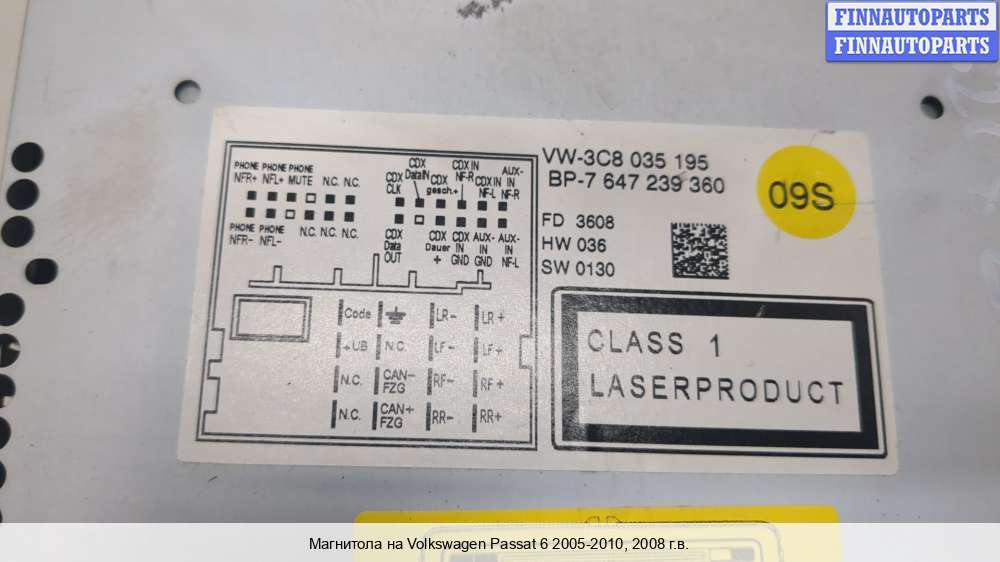 FINNAUTOPARTS
FINNAUTOPARTS
VW-3C8 035 195
BP-7 647 239 360
09S
FD 3608
HW 036
SW 0130
PHONE PHONE PHONE
NFR+ NFL+ MUTE N.C. N.C.
PHONE PHONE
NFR- NFL- N.C. N.C. N.C.
CDX CLK
CDX DataIN
CDX gesch.+
CDX IN NF-R
CDX IN NF-L
AUX-IN NF-R
CDX Data OUT
CDX Dauer +
CDX IN GND
AUX-IN GND
AUX-IN NF-L
Code LR- LR+
+UB N.C. LF- LF+
N.C. CAN- FZG RF- RF+
N.C. CAN+ FZG RR- RR+
CLASS 1
LASERPRODUCT
Магнитола на Volkswagen Passat 6 2005-2010, 2008 г.в.